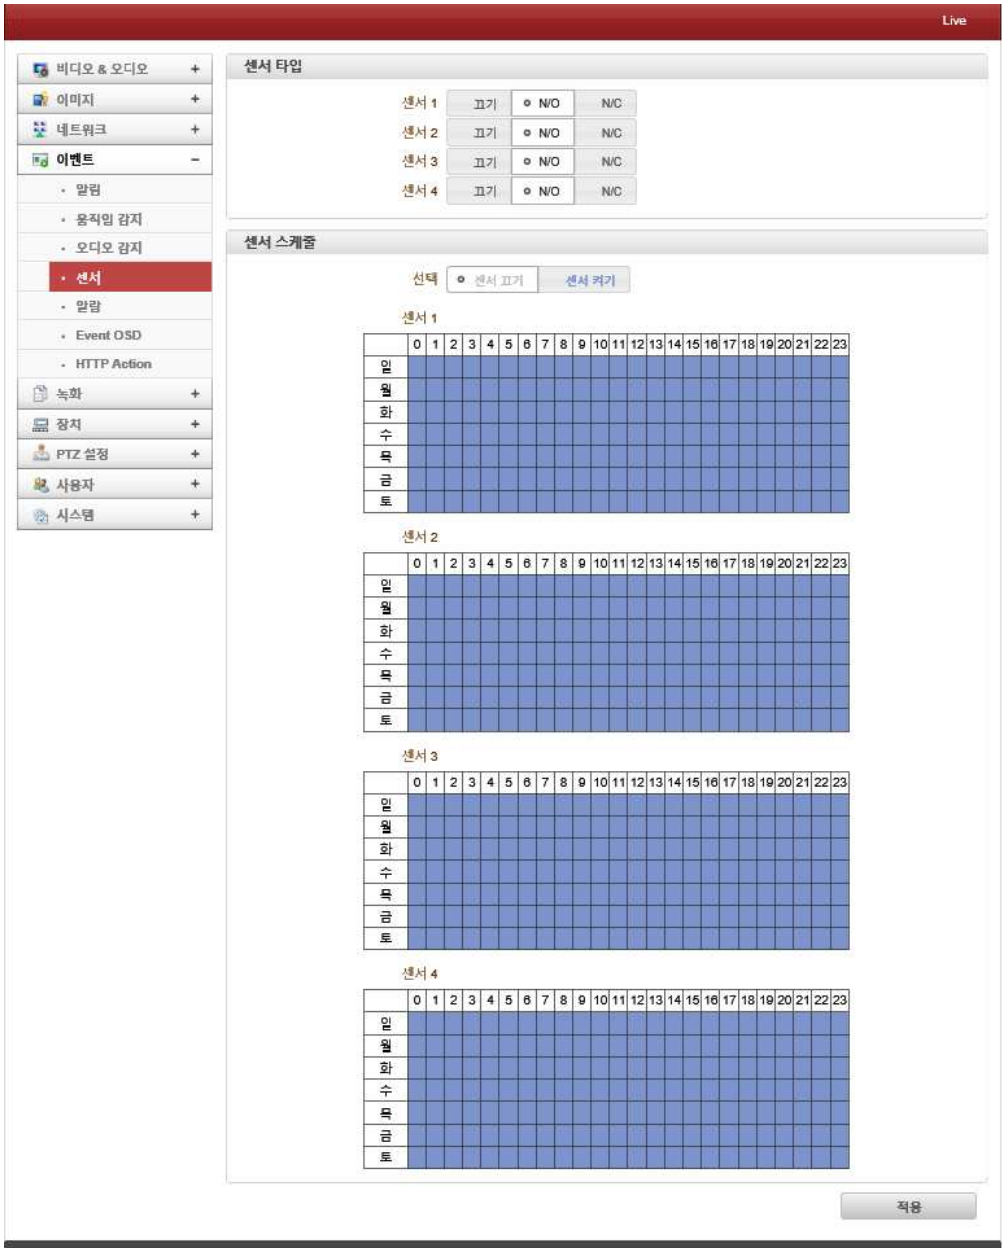 Live
비디오 & 오디오 +
이미지 +
네트워크 +
이벤트 -
알림
움직임 감지
오디오 감지
센서
알람
Event OSD
HTTP Action
녹화 +
장치 +
PTZ 설정 +
사용자 +
시스템 +
센서 타입
센서 1 끄기 N/O N/C
센서 2 끄기 N/O N/C
센서 3 끄기 N/O N/C
센서 4 끄기 N/O N/C
센서 스케줄
선택 센서 끄기 센서 켜기
센서 1
0 1 2 3 4 5 6 7 8 9 10 11 12 13 14 15 16 17 18 19 20 21 22 23
일
월
화
수
목
금
토
센서 2
0 1 2 3 4 5 6 7 8 9 10 11 12 13 14 15 16 17 18 19 20 21 22 23
일
월
화
수
목
금
토
센서 3
0 1 2 3 4 5 6 7 8 9 10 11 12 13 14 15 16 17 18 19 20 21 22 23
일
월
화
수
목
금
토
센서 4
0 1 2 3 4 5 6 7 8 9 10 11 12 13 14 15 16 17 18 19 20 21 22 23
일
월
화
수
목
금
토
적용